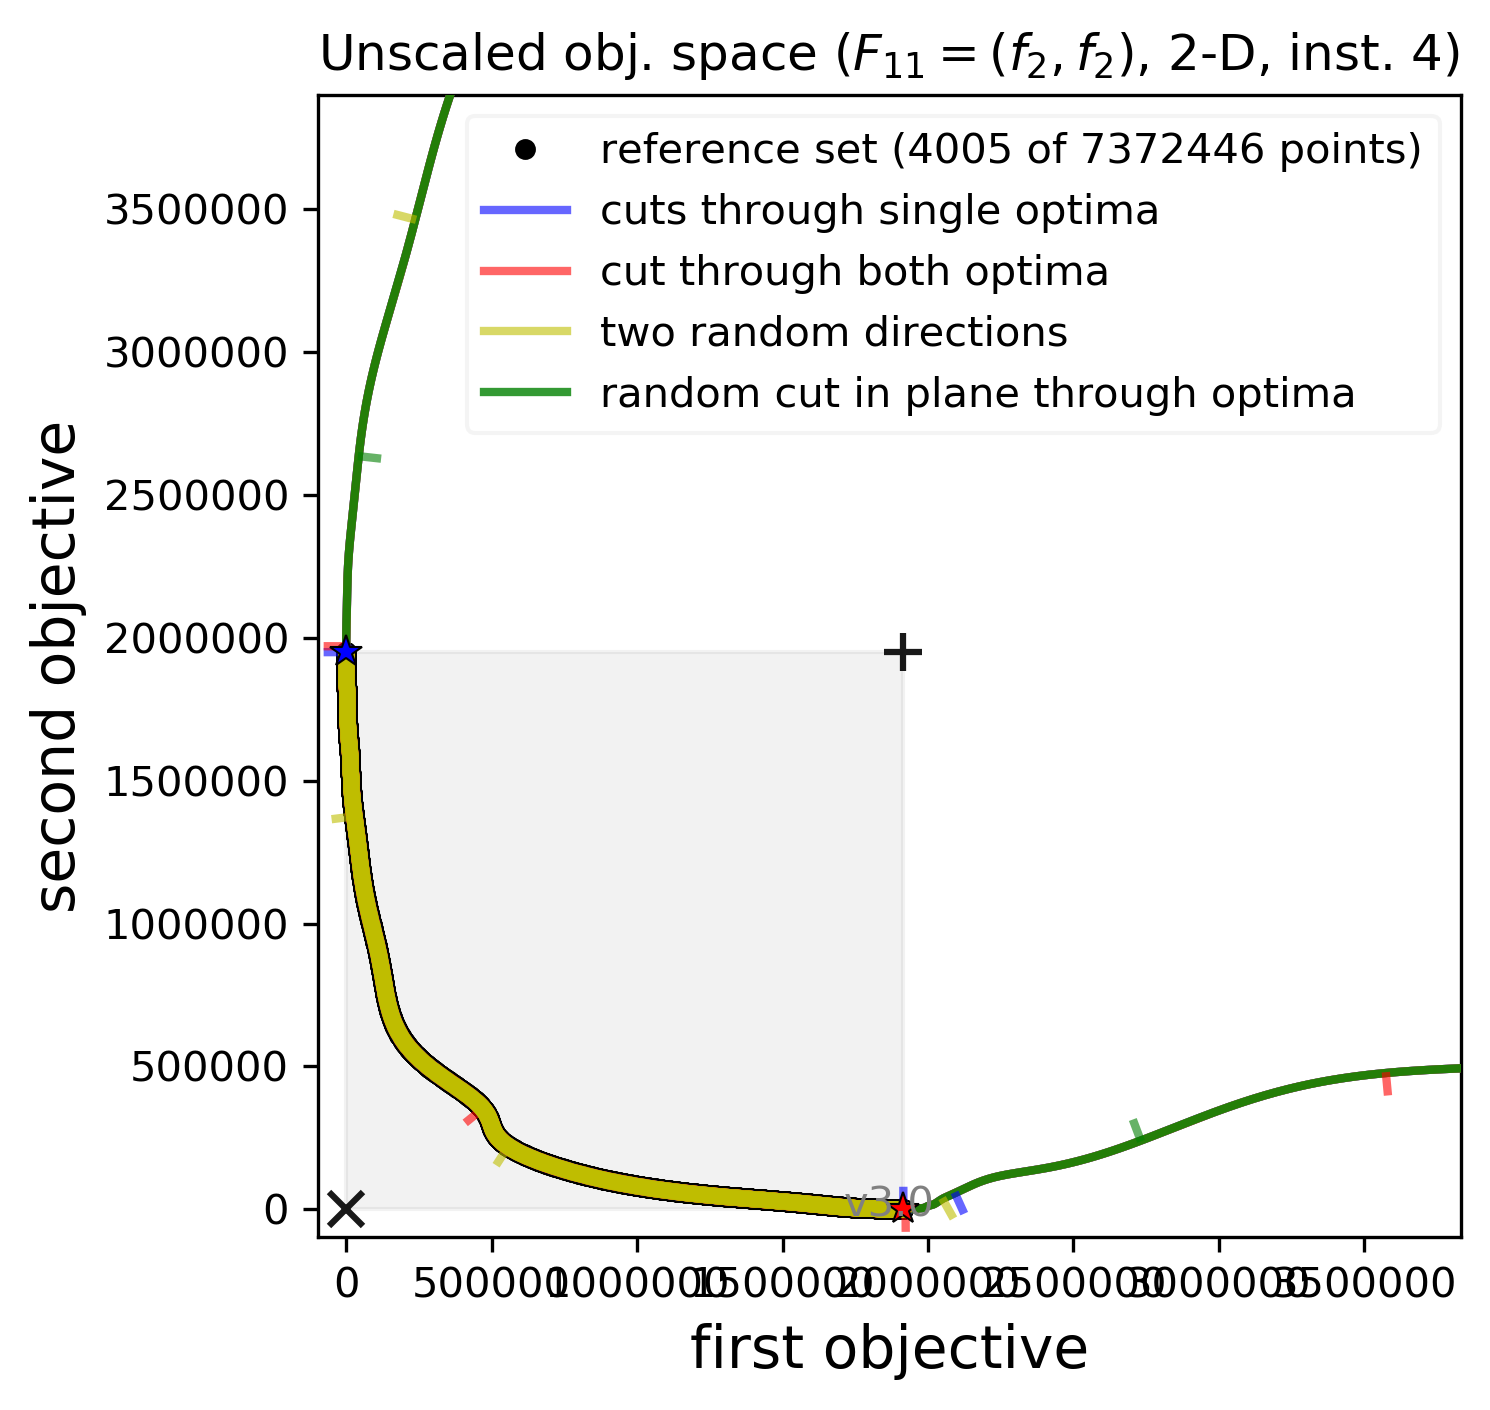 Unscaled obj. space (F₁₁ = (f₂, f₂), 2-D, inst. 4)
reference set (4005 of 7372446 points)
cuts through single optima
cut through both optima
two random directions
random cut in plane through optima
second objective
3500000
3000000
2500000
2000000
1500000
1000000
500000
0
v3.0
0 500000 1000000 1500000 2000000 2500000 3000000 3500000
first objective